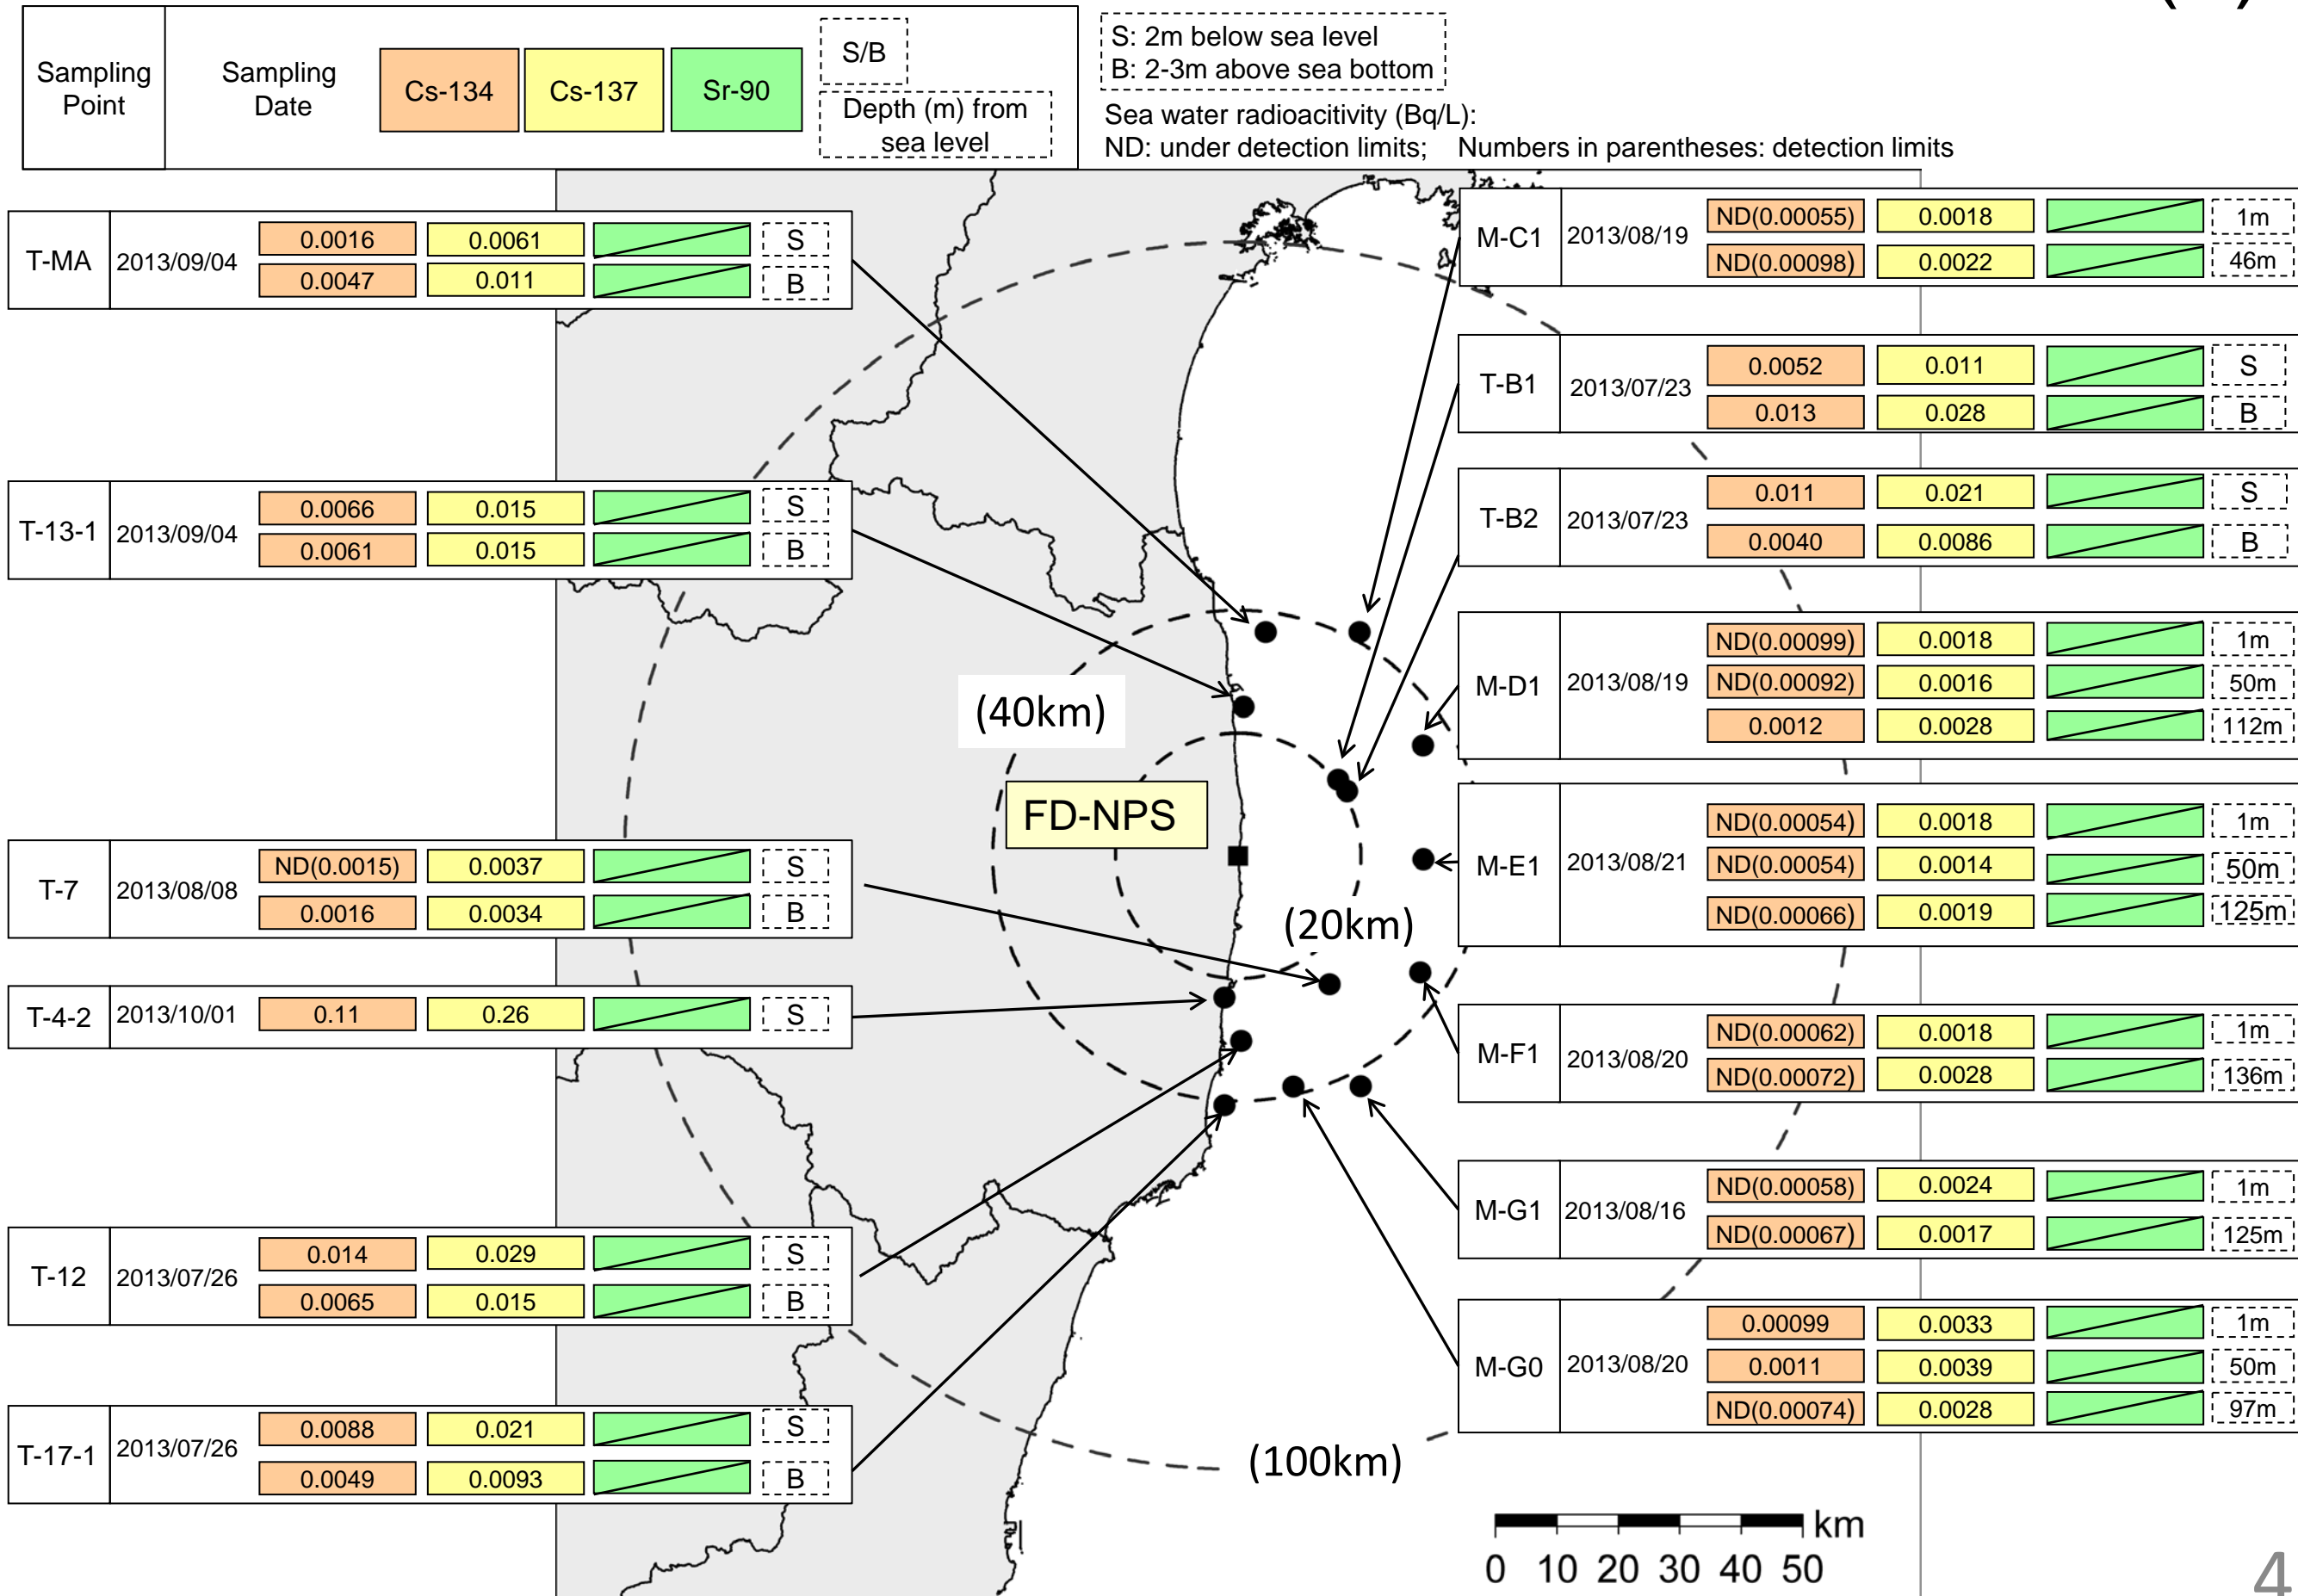 Sampling Point
Sampling Date
Cs-134
Cs-137
Sr-90
S/B
Depth (m) from
sea level
S: 2m below sea level
B: 2-3m above sea bottom
Sea water radioacitivity (Bq/L):
ND: under detection limits; Numbers in parentheses: detection limits
T-MA 2013/09/04 0.0016 0.0061 S
0.0047 0.011 B
T-13-1 2013/09/04 0.0066 0.015 S
0.0061 0.015 B
T-7 2013/08/08 ND(0.0015) 0.0037 S
0.0016 0.0034 B
T-4-2 2013/10/01 0.11 0.26 S
T-12 2013/07/26 0.014 0.029 S
0.0065 0.015 B
T-17-1 2013/07/26 0.0088 0.021 S
0.0049 0.0093 B
(40km)
FD-NPS
(20km)
(100km)
M-C1 2013/08/19 ND(0.00055) 0.0018 1m
ND(0.00098) 0.0022 46m
T-B1 2013/07/23 0.0052 0.011 S
0.013 0.028 B
T-B2 2013/07/23 0.011 0.021 S
0.0040 0.0086 B
M-D1 2013/08/19 ND(0.00099) 0.0018 1m
ND(0.00092) 0.0016 50m
0.0012 0.0028 112m
M-E1 2013/08/21 ND(0.00054) 0.0018 1m
ND(0.00054) 0.0014 50m
ND(0.00066) 0.0019 125m
M-F1 2013/08/20 ND(0.00062) 0.0018 1m
ND(0.00072) 0.0028 136m
M-G1 2013/08/16 ND(0.00058) 0.0024 1m
ND(0.00067) 0.0017 125m
M-G0 2013/08/20 0.00099 0.0033 1m
0.0011 0.0039 50m
ND(0.00074) 0.0028 97m
km
0 10 20 30 40 50
4